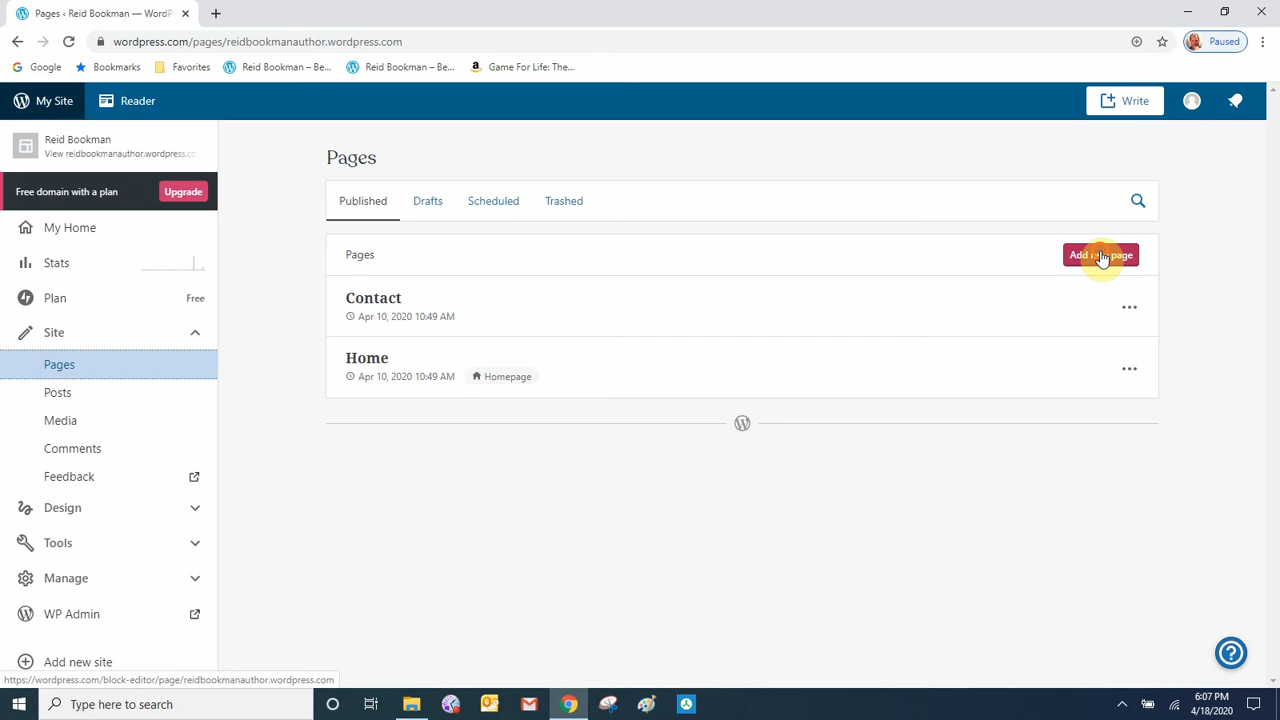 Pages ‹ Reid Bookman — WordPr
wordpress.com/pages/reidbookmanauthor.wordpress.com
Paused
Google
Bookmarks
Favorites
Reid Bookman – Be...
Reid Bookman – Be...
Game For Life: The...
My Site
Reader
Write
Reid Bookman
View reidbookmanauthor.wordpress.cc
Free domain with a plan
Upgrade
My Home
Stats
Plan
Free
Site
Pages
Posts
Media
Comments
Feedback
Design
Tools
Manage
WP Admin
Add new site
Pages
Published
Drafts
Scheduled
Trashed
Pages
Add page
Contact
Apr 10, 2020 10:49 AM
Home
Apr 10, 2020 10:49 AM
Homepage
https://wordpress.com/block-editor/page/reidbookmanauthor.wordpress.com
Type here to search
6:07 PM
4/18/2020